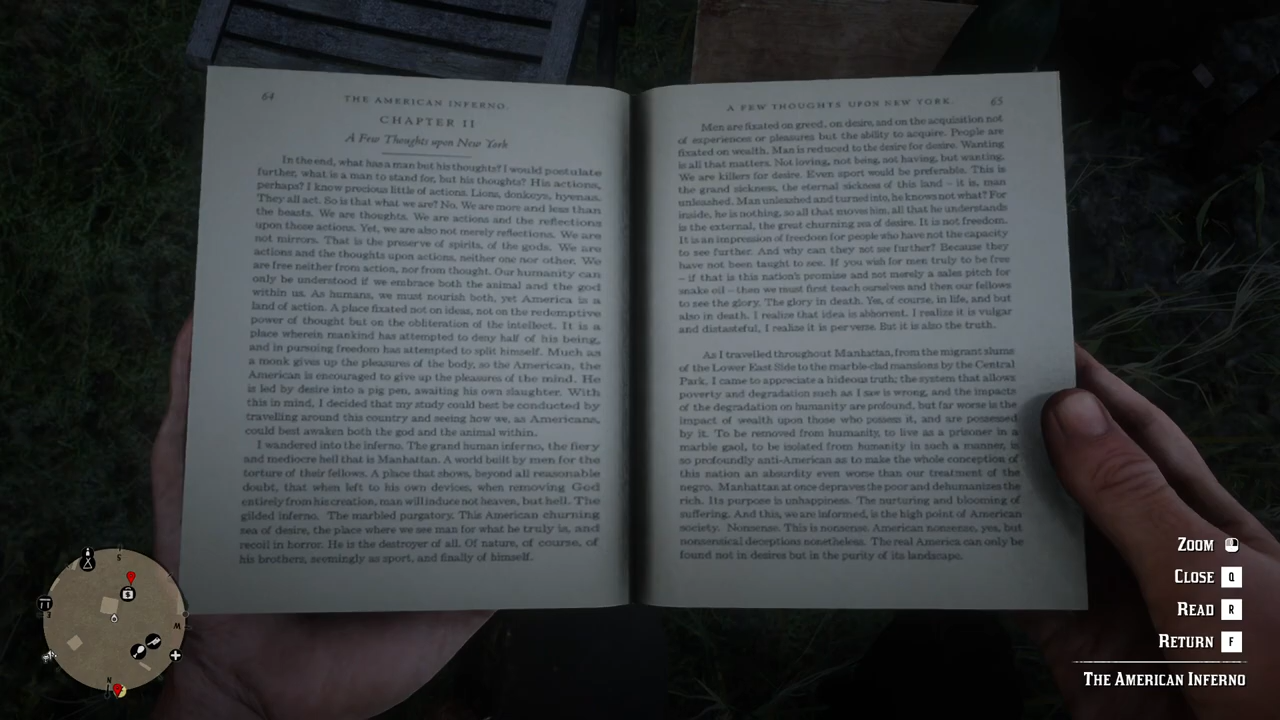 64
THE AMERICAN INFERNO.
CHAPTER II
A Few Thoughts upon New York
In the end, what has a man but his thoughts? I would postulate
further, what is a man to stand for, but his thoughts? His actions,
perhaps? I know precious little of actions. Lions, donkeys, hyenas.
They all act. So is that what we are? No. We are more and less than
the beasts. We are thoughts. We are actions and the reflections
upon those actions. Yet, we are also not merely reflections. We are
not mirrors. That is the preserve of spirits, of the gods. We are
actions and the thoughts upon actions, neither one nor other. We
are free neither from action, nor from thought. Our humanity can
only be understood if we embrace both the animal and the god
within us. As humans, we must nourish both, yet America is a
land of action. A place fixated not on ideas, not on the redemptive
power of thought but on the obliteration of the intellect. It is a
place wherein mankind has attempted to deny half of his being,
and in pursuing freedom has attempted to split himself. Much as
a monk gives up the pleasures of the body, so the American, the
American is encouraged to give up the pleasures of the mind. He
is led by desire into a pig pen, awaiting his own slaughter. With
this in mind, I decided that my study could best be conducted by
travelling around this country and seeing how we, as Americans,
could best awaken both the god and the animal within.
I wandered into the inferno. The grand human inferno, the fiery
and mediocre hell that is Manhattan. A world built by men for the
torture of their fellows. A place that shows, beyond all reasonable
doubt, that when left to his own devices, when removing God
entirely from his creation, man will induce not heaven, but hell. The
gilded inferno. The marbled purgatory. This American churning
sea of desire, the place where we see man for what he truly is, and
recoil in horror. He is the destroyer of all. Of nature, of course, of
his brothers, seemingly as sport, and finally of himself.
A FEW THOUGHTS UPON NEW YORK.
65
Men are fixated on greed, on desire, and on the acquisition not
of experiences or pleasures but the ability to acquire. People are
fixated on wealth. Man is reduced to the desire for desire. Wanting
is all that matters. Not loving, not being, not having, but wanting.
We are killers for desire. Even sport would be preferable. This is
the grand sickness, the eternal sickness of this land – it is, man
unleashed. Man unleashed and turned into, he knows not what? For
inside, he is nothing, so all that moves him, all that he understands
is the external, the great churning sea of desire. It is not freedom.
It is an impression of freedom for people who have not the capacity
to see further. And why can they not see further? Because they
have not been taught to see. If you wish for men truly to be free
– if that is this nation's promise and not merely a sales pitch for
snake oil – then we must first teach ourselves and then our fellows
to see the glory. The glory in death. Yes, of course, in life, and but
also in death. I realize that idea is abhorrent. I realize it is vulgar
and distasteful, I realize it is perverse. But it is also the truth.
As I travelled throughout Manhattan, from the migrant slums
of the Lower East Side to the marble-clad mansions by the Central
Park, I came to appreciate a hideous truth; the system that allows
poverty and degradation such as I saw is wrong, and the impacts
of the degradation on humanity are profound, but far worse is the
impact of wealth upon those who possess it, and are possessed
by it. To be removed from humanity, to live as a prisoner in a
marble gaol, to be isolated from humanity in such a manner, is
so profoundly anti-American as to make the whole conception of
this nation an absurdity even worse than our treatment of the
negro. Manhattan at once depraves the poor and dehumanizes the
rich. Its purpose is unhappiness. The nurturing and blooming of
suffering. And this, we are informed, is the high point of American
society. Nonsense. This is nonsense. American nonsense, yes, but
nonsensical deceptions nonetheless. The real America can only be
found not in desires but in the purity of its landscape.
ZOOM
CLOSE Q
READ R
RETURN F
THE AMERICAN INFERNO
S
W
N
E